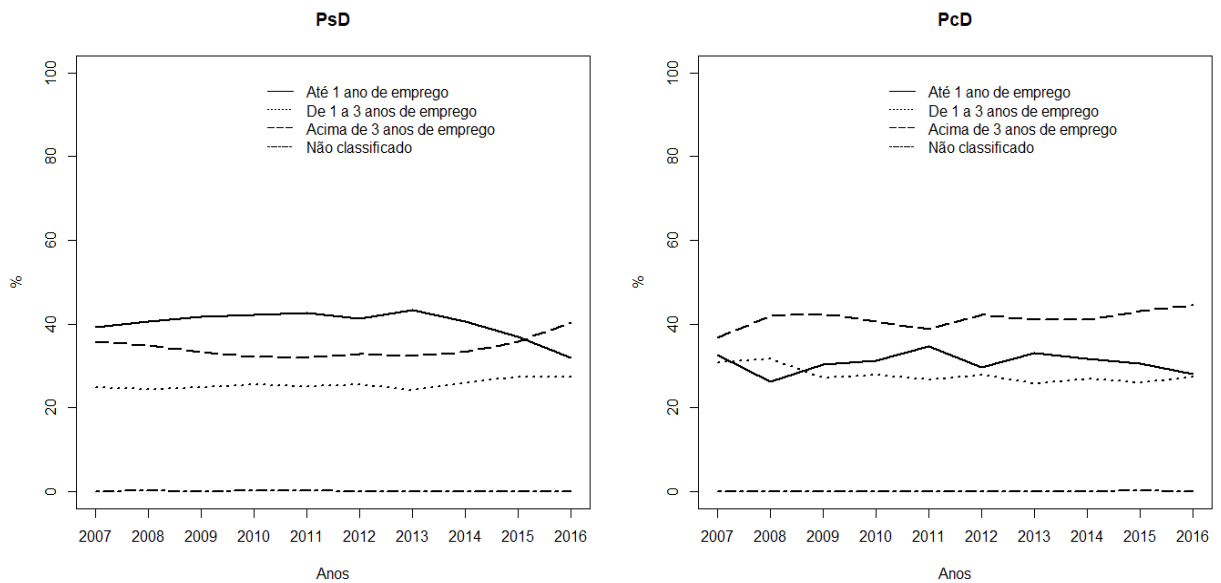 PsD
Até 1 ano de emprego
De 1 a 3 anos de emprego
Acima de 3 anos de emprego
Não classificado
100
80
60
40
20
0
%
2007 2008 2009 2010 2011 2012 2013 2014 2015 2016
Anos
PcD
Até 1 ano de emprego
De 1 a 3 anos de emprego
Acima de 3 anos de emprego
Não classificado
100
80
60
40
20
0
%
2007 2008 2009 2010 2011 2012 2013 2014 2015 2016
Anos